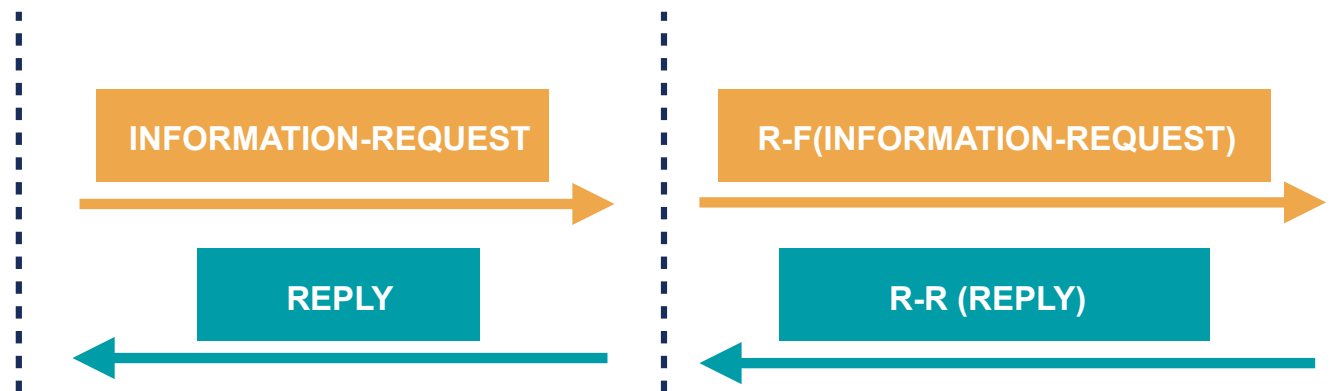 INFORMATION-REQUEST
R-F(INFORMATION-REQUEST)
REPLY
R-R (REPLY)